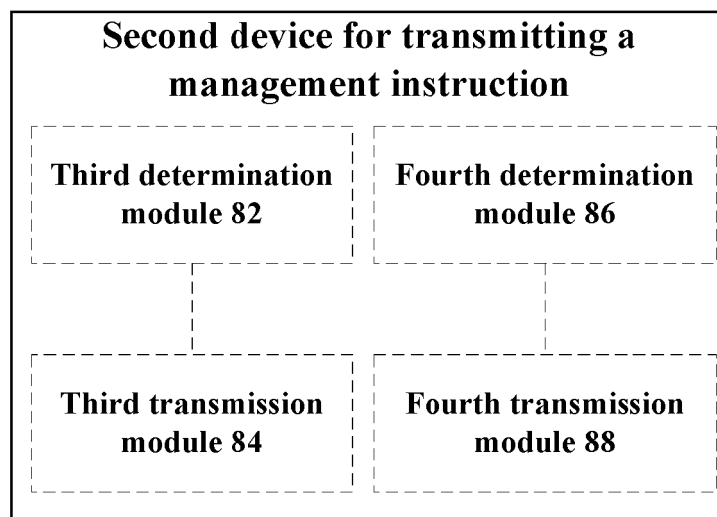 Second device for transmitting a
management instruction
Third determination
module 82
Fourth determination
module 86
Third transmission
module 84
Fourth transmission
module 88